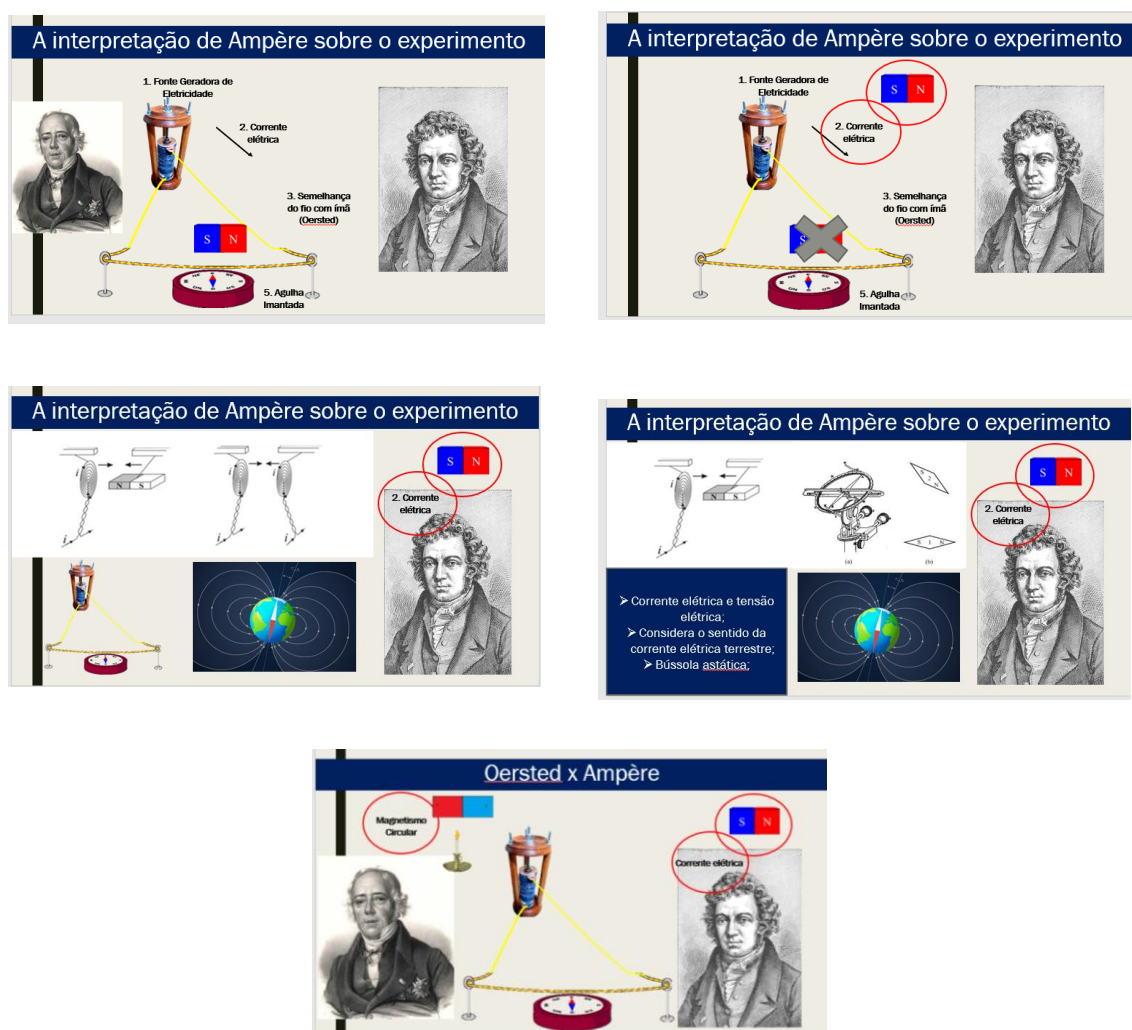 A interpretação de Ampère sobre o experimento
1. Fonte Geradora de
Eletricidade
2. Corrente
elétrica
3. Semelhança
do fio com ímã
(Oersted)
S N
5. Agulha
Imantada
A interpretação de Ampère sobre o experimento
1. Fonte Geradora de
Eletricidade
S N
2. Corrente
elétrica
3. Semelhança
do fio com ímã
(Oersted)
S
5. Agulha
Imantada
A interpretação de Ampère sobre o experimento
S N
N S
2. Corrente
elétrica
i
i
A interpretação de Ampère sobre o experimento
S N
S 2 N
N S
2. Corrente
elétrica
S 1 N
i
(a) (b)
➤ Corrente elétrica e tensão
elétrica;
➤ Considera o sentido da
corrente elétrica terrestre;
➤ Bússola astática;
Oersted x Ampère
Magnetismo
Circular
S N
Corrente elétrica